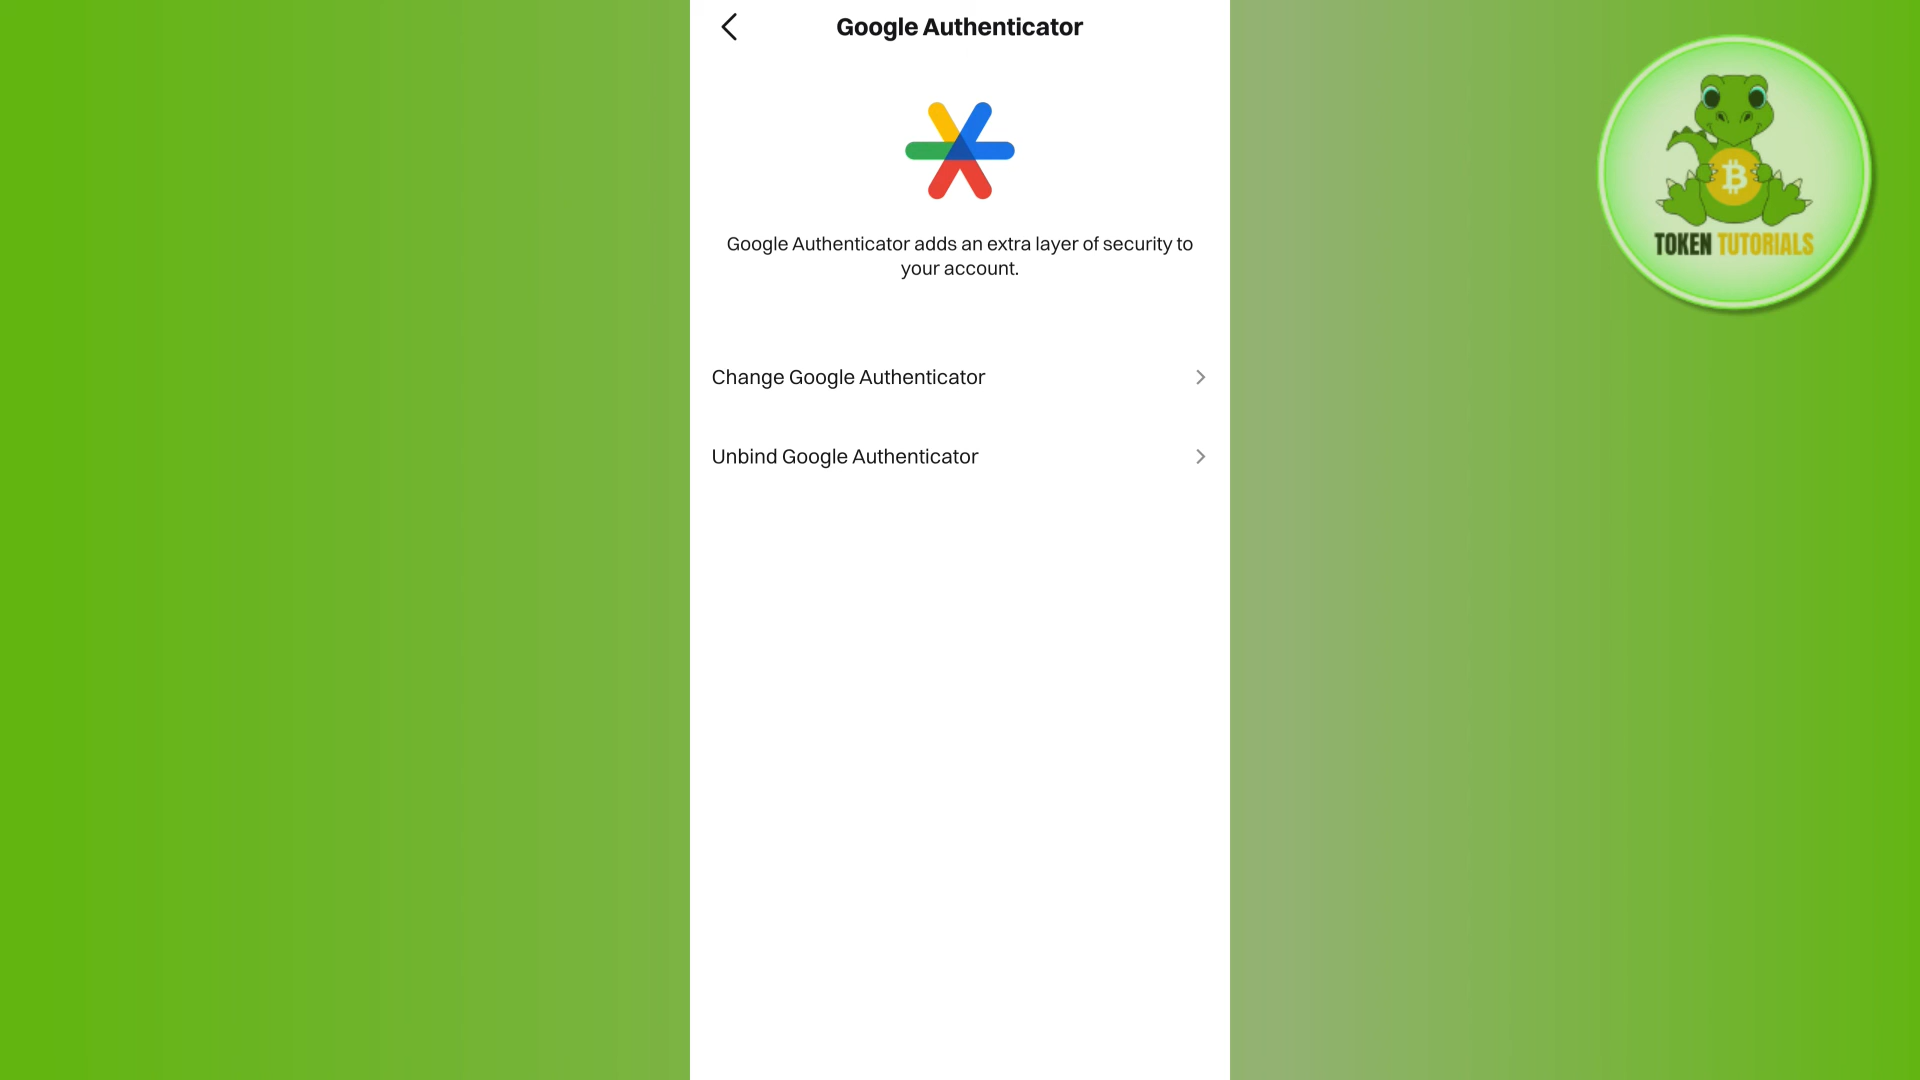 Google Authenticator
Google Authenticator adds an extra layer of security to
your account.
Change Google Authenticator
Unbind Google Authenticator
TOKEN TUTORIALS